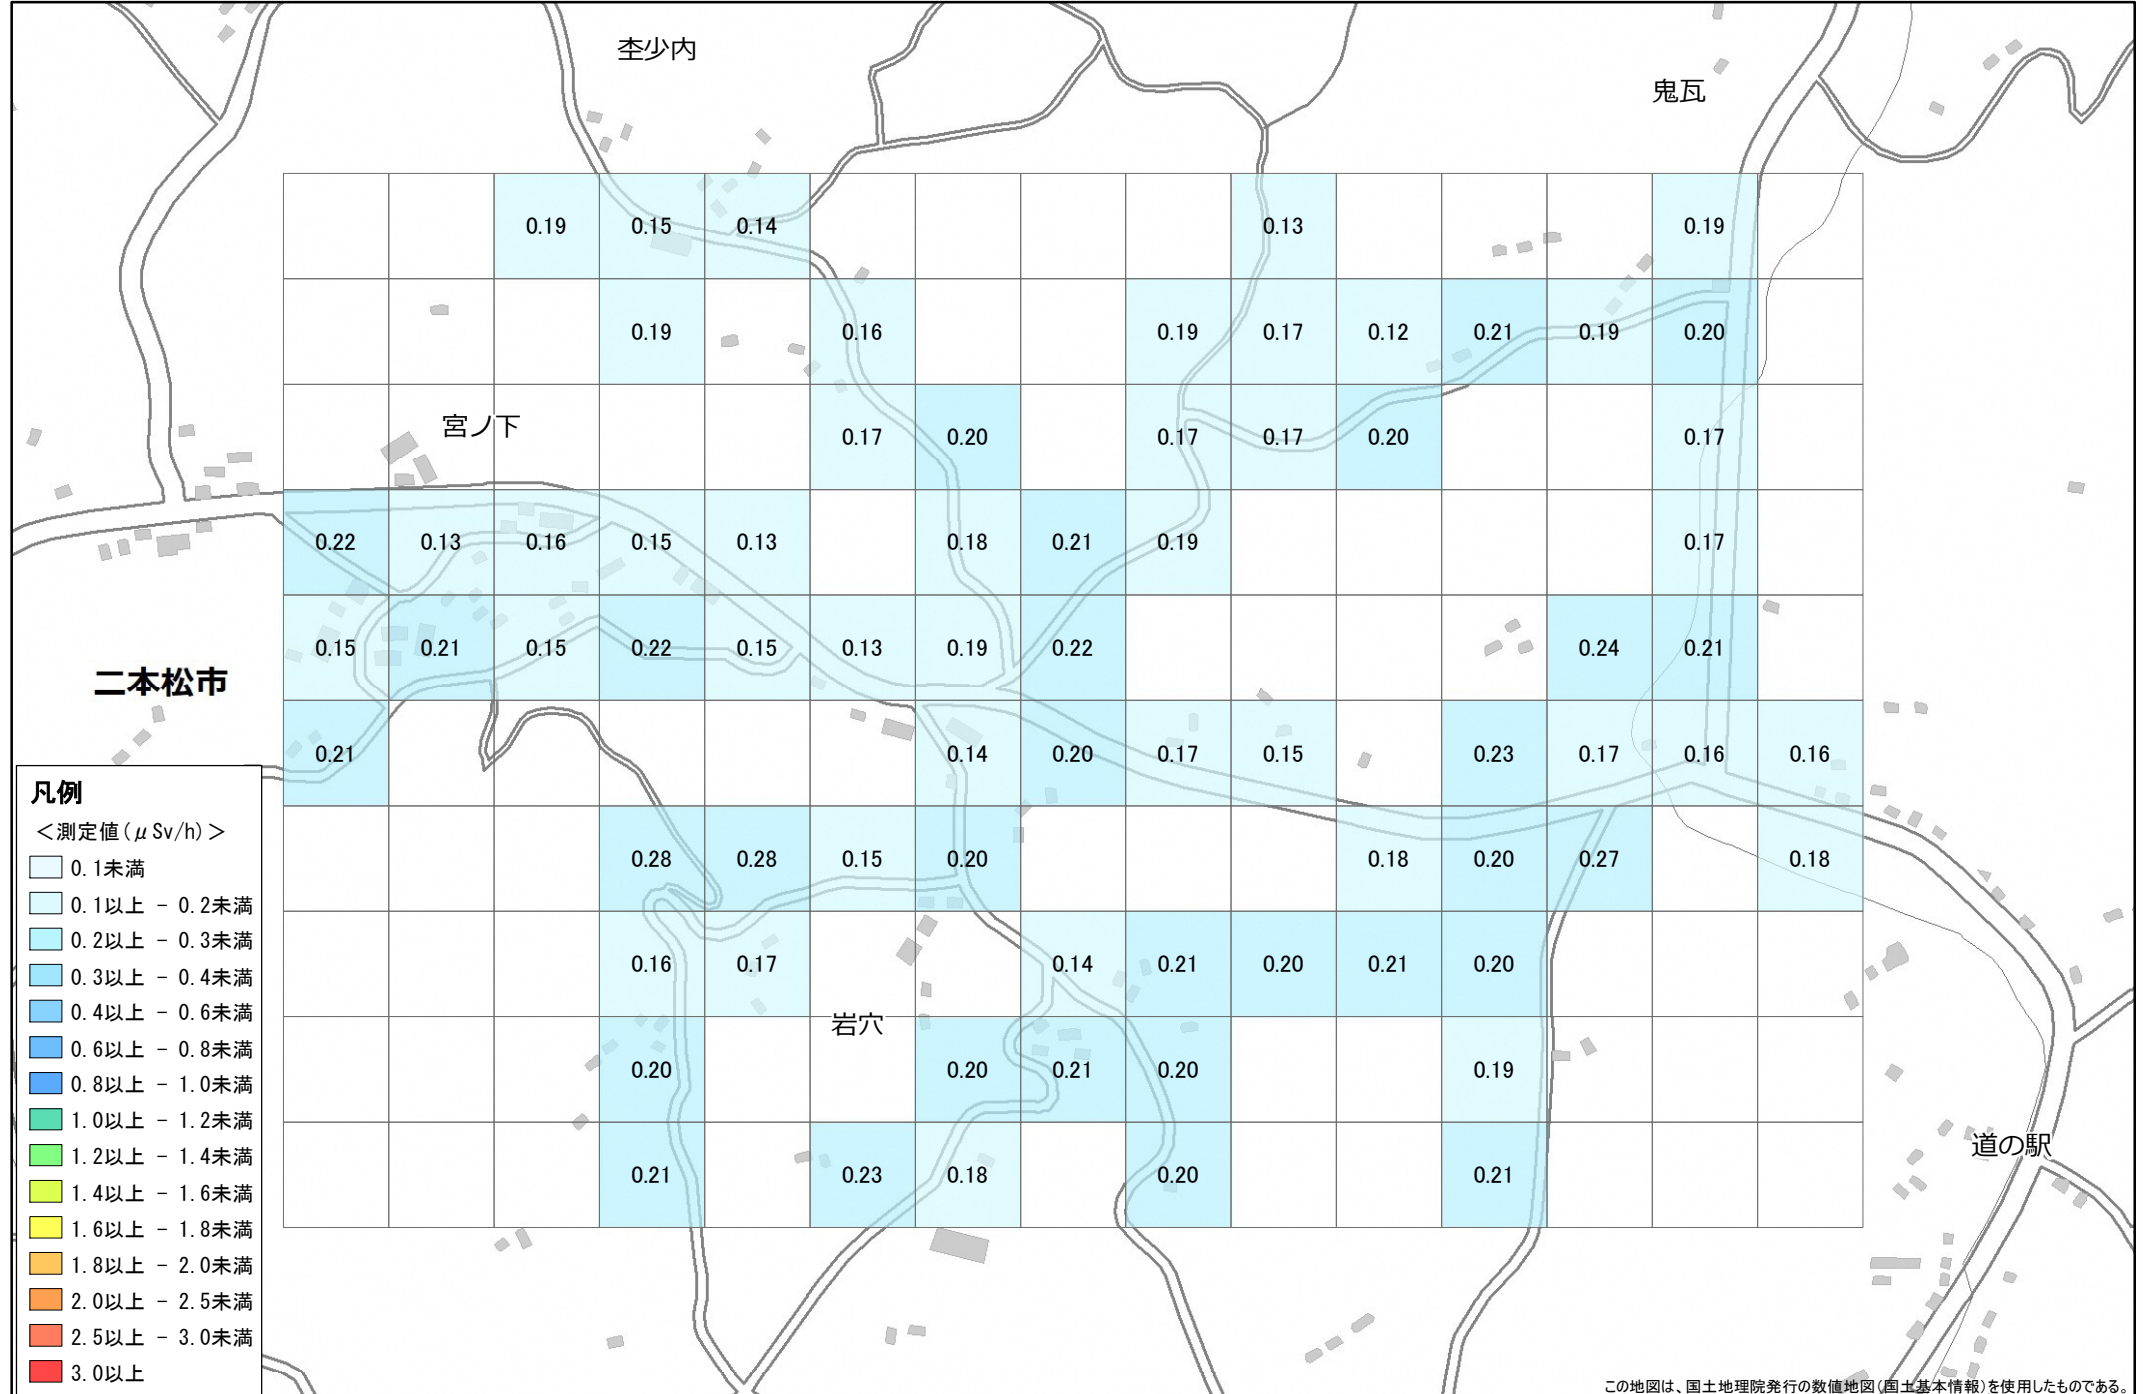 杢少内
鬼瓦
0.19 0.15 0.14 0.13 0.19
0.19 0.16 0.19 0.17 0.12 0.21 0.19 0.20
宮ノ下
0.17 0.20 0.17 0.17 0.20 0.17
0.22 0.13 0.16 0.15 0.13 0.18 0.21 0.19 0.17
0.15 0.21 0.15 0.22 0.15 0.13 0.19 0.22 0.24 0.21
二本松市
0.21 0.14 0.20 0.17 0.15 0.23 0.17 0.16 0.16
0.28 0.28 0.15 0.20 0.18 0.20 0.27 0.18
0.16 0.17 0.14 0.21 0.20 0.21 0.20
岩穴
0.20 0.20 0.21 0.20 0.19
道の駅
0.21 0.23 0.18 0.20 0.21
凡例
＜測定値(μSv/h)＞
0.1未満
0.1以上 － 0.2未満
0.2以上 － 0.3未満
0.3以上 － 0.4未満
0.4以上 － 0.6未満
0.6以上 － 0.8未満
0.8以上 － 1.0未満
1.0以上 － 1.2未満
1.2以上 － 1.4未満
1.4以上 － 1.6未満
1.6以上 － 1.8未満
1.8以上 － 2.0未満
2.0以上 － 2.5未満
2.5以上 － 3.0未満
3.0以上
この地図は、国土地理院発行の数値地図(国土基本情報)を使用したものである。